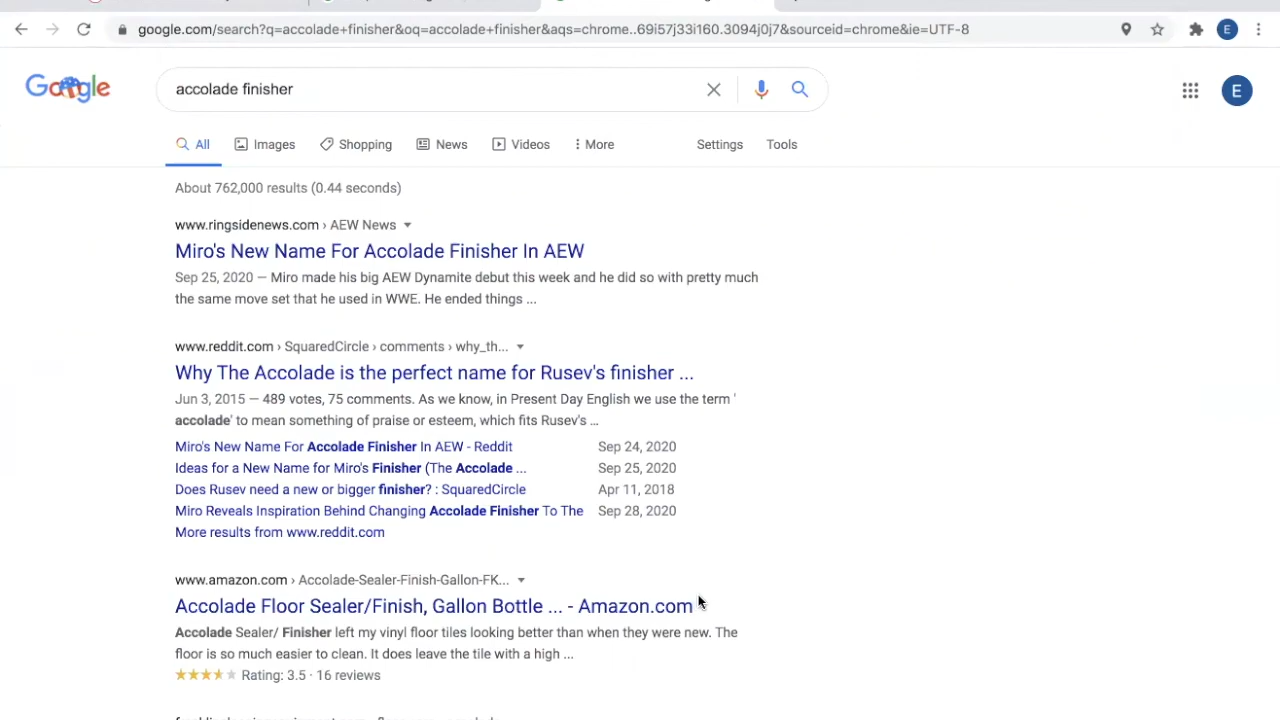 google.com/search?q=accolade+finisher&oq=accolade+finisher&aqs=chrome..69i57j33i160.3094j0j7&sourceid=chrome&ie=UTF-8
E
Google
accolade finisher
E
All
Images
Shopping
News
Videos
More
Settings
Tools
About 762,000 results (0.44 seconds)
www.ringsidenews.com › AEW News
Miro's New Name For Accolade Finisher In AEW
Sep 25, 2020 — Miro made his big AEW Dynamite debut this week and he did so with pretty much
the same move set that he used in WWE. He ended things ...
www.reddit.com › SquaredCircle › comments › why_th...
Why The Accolade is the perfect name for Rusev's finisher ...
Jun 3, 2015 — 489 votes, 75 comments. As we know, in Present Day English we use the term '
accolade' to mean something of praise or esteem, which fits Rusev's ...
Miro's New Name For Accolade Finisher In AEW - Reddit Sep 24, 2020
Ideas for a New Name for Miro's Finisher (The Accolade ... Sep 25, 2020
Does Rusev need a new or bigger finisher? : SquaredCircle Apr 11, 2018
Miro Reveals Inspiration Behind Changing Accolade Finisher To The Sep 28, 2020
More results from www.reddit.com
www.amazon.com › Accolade-Sealer-Finish-Gallon-FK...
Accolade Floor Sealer/Finish, Gallon Bottle ... - Amazon.com
Accolade Sealer/ Finisher left my vinyl floor tiles looking better than when they were new. The
floor is so much easier to clean. It does leave the tile with a high ...
Rating: 3.5 · 16 reviews